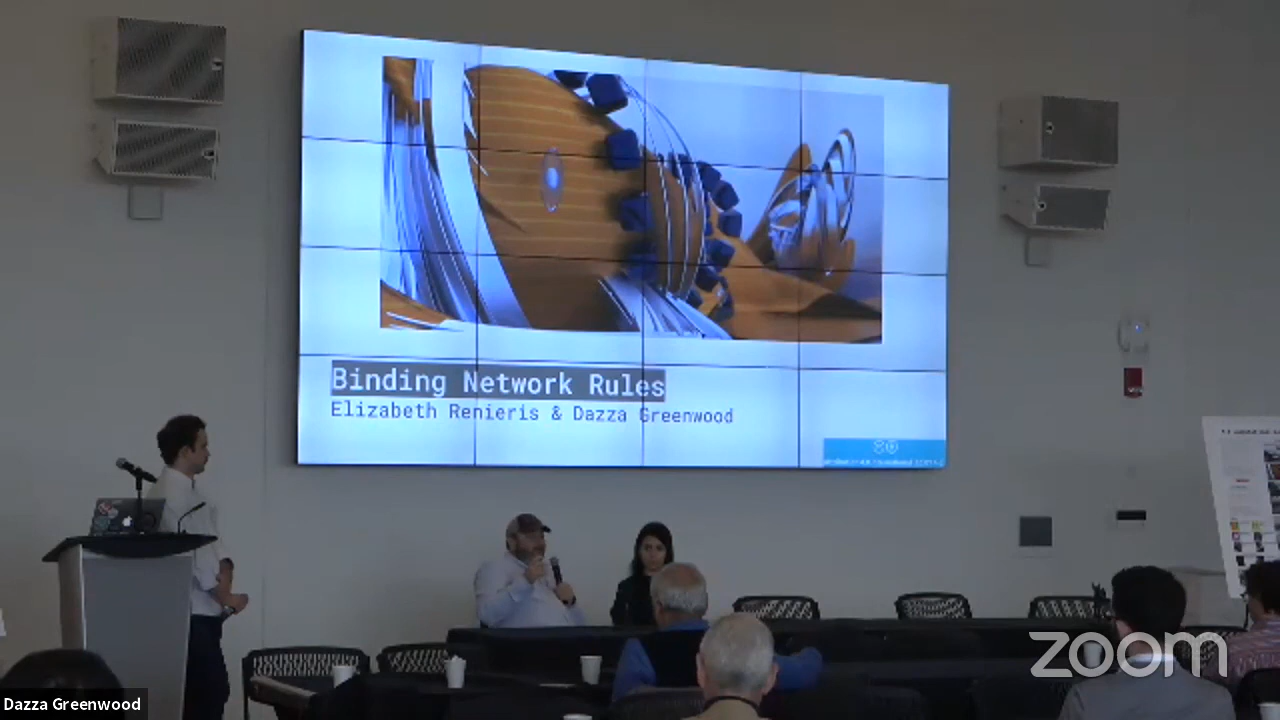 Binding Network Rules
Elizabeth Renieris & Dazza Greenwood
zoom
Dazza Greenwood